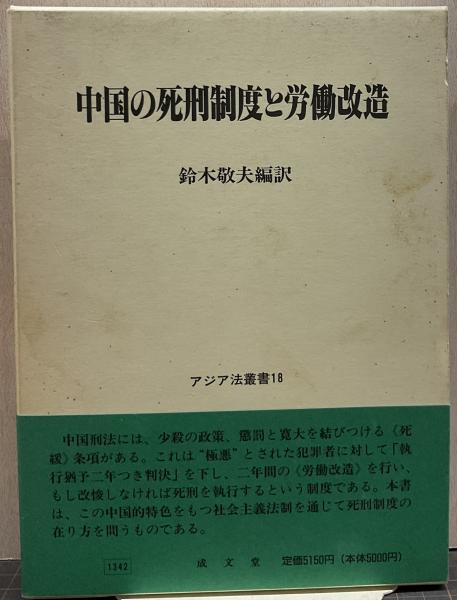 中国の死刑制度と労働改造
鈴木敬夫編訳
アジア法叢書18
中国刑法には、少殺の政策、懲罰と寛大を結びつける《死
緩》条項がある。これは“極悪”とされた犯罪者に対して「執
行猶予二年つき判決」を下し、二年間の《労働改造》を行い、
もし改悛しなければ死刑を執行するという制度である。本書
は、この中国的特色をもつ社会主義法制を通じて死刑制度の
在り方を問うものである。
1342 成文堂 定価5150円（本体5000円）